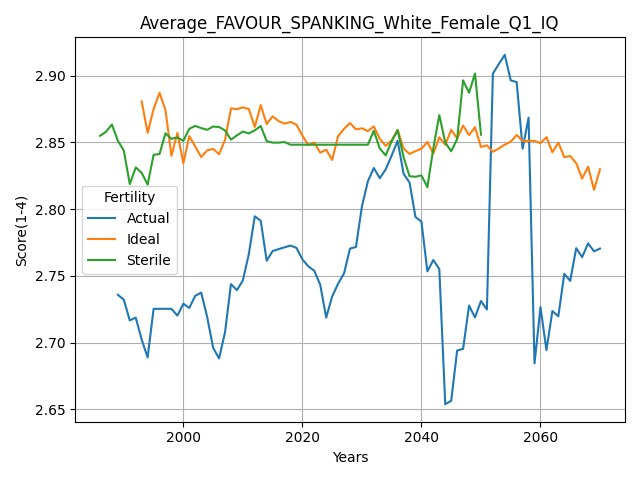 Average_FAVOUR_SPANKING_White_Female_Q1_IQ
Score(1-4)
2.90
2.85
2.80
2.75
2.70
2.65
Fertility
Actual
Ideal
Sterile
2000 2020 2040 2060
Years